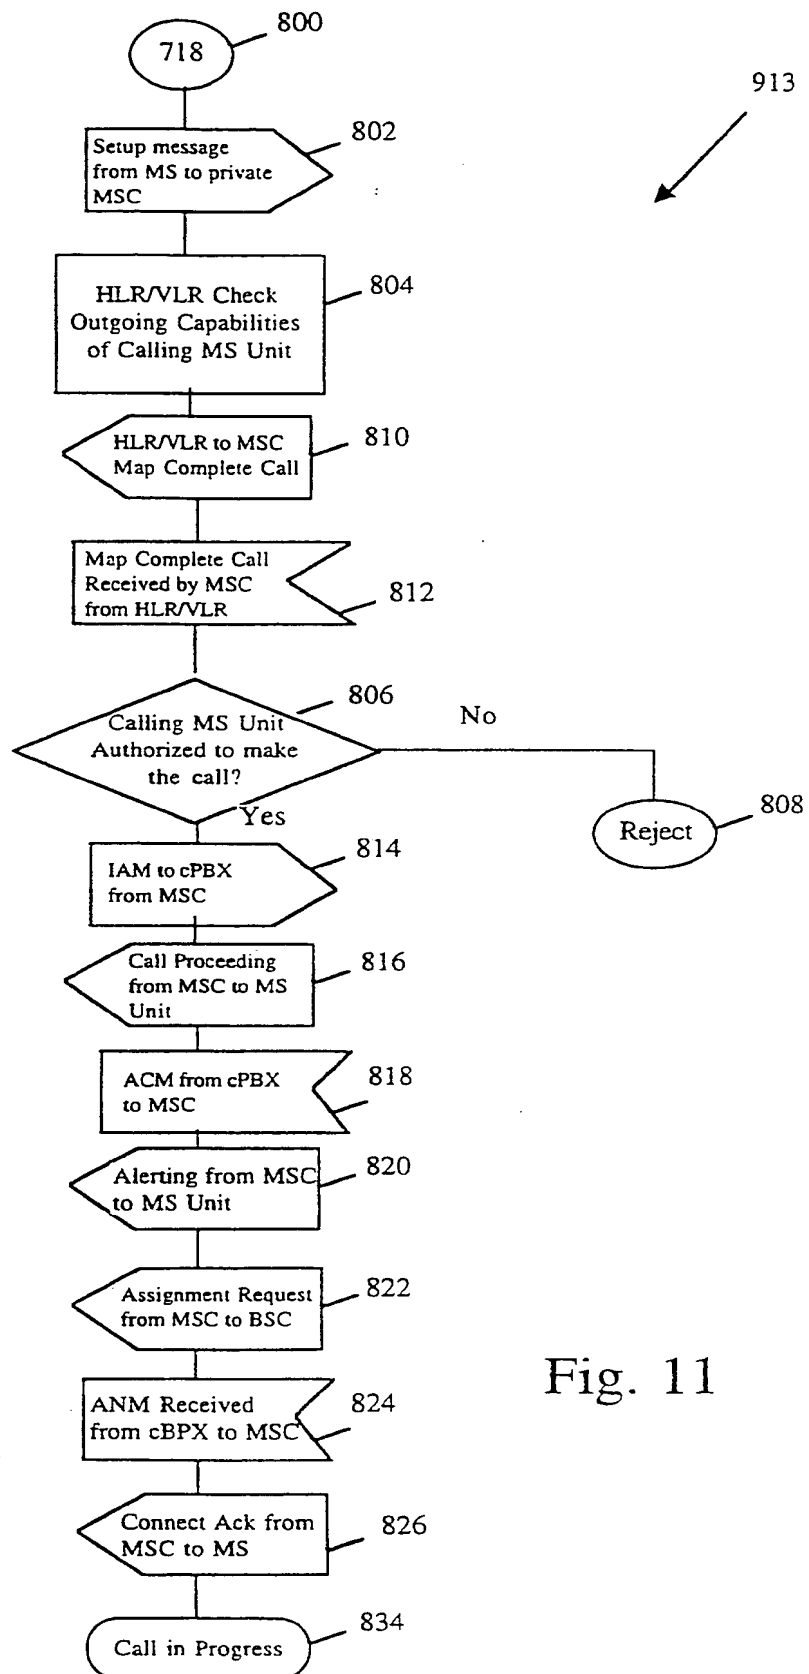 718
800
913
Setup message
from MS to private
MSC
802
HLR/VLR Check
Outgoing Capabilities
of Calling MS Unit
804
HLR/VLR to MSC
Map Complete Call
810
Map Complete Call
Received by MSC
from HLR/VLR
812
Calling MS Unit
Authorized to make
the call?
806
No
Yes
Reject
808
IAM to cPBX
from MSC
814
Call Proceeding
from MSC to MS
Unit
816
ACM from cPBX
to MSC
818
Alerting from MSC
to MS Unit
820
Assignment Request
from MSC to BSC
822
Fig. 11
ANM Received
from cBPX to MSC
824
Connect Ack from
MSC to MS
826
Call in Progress
834